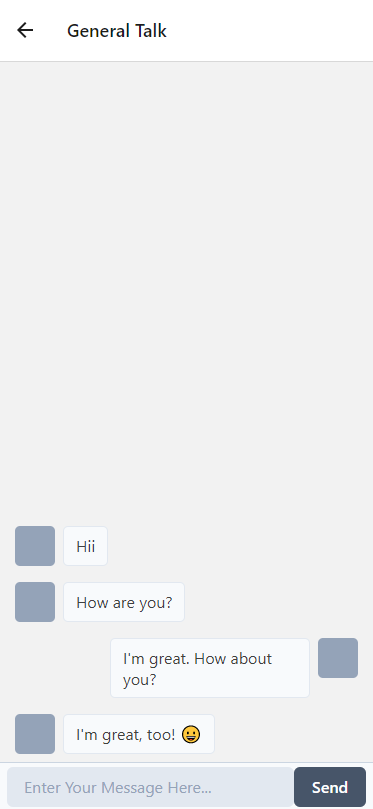 General Talk
Hii
How are you?
I'm great. How about
you?
I'm great, too! 😀
Enter Your Message Here...
Send